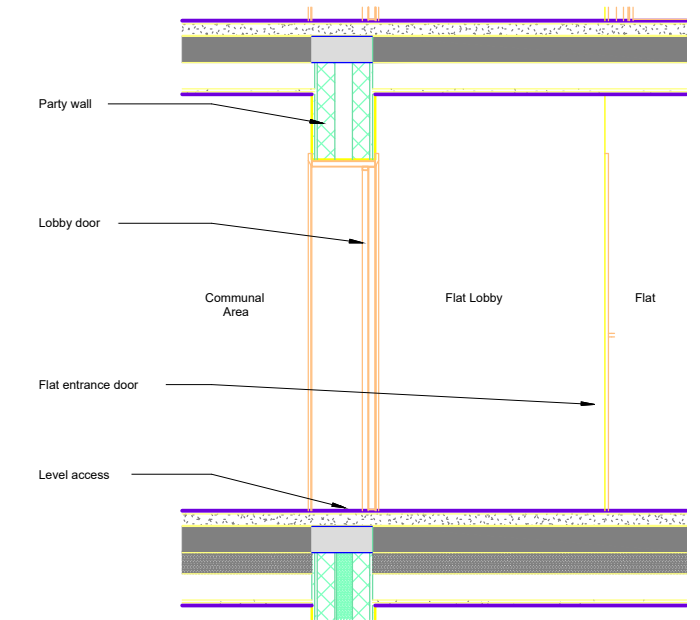 Party wall
Lobby door
Communal
Area
Flat Lobby
Flat
Flat entrance door
Level access